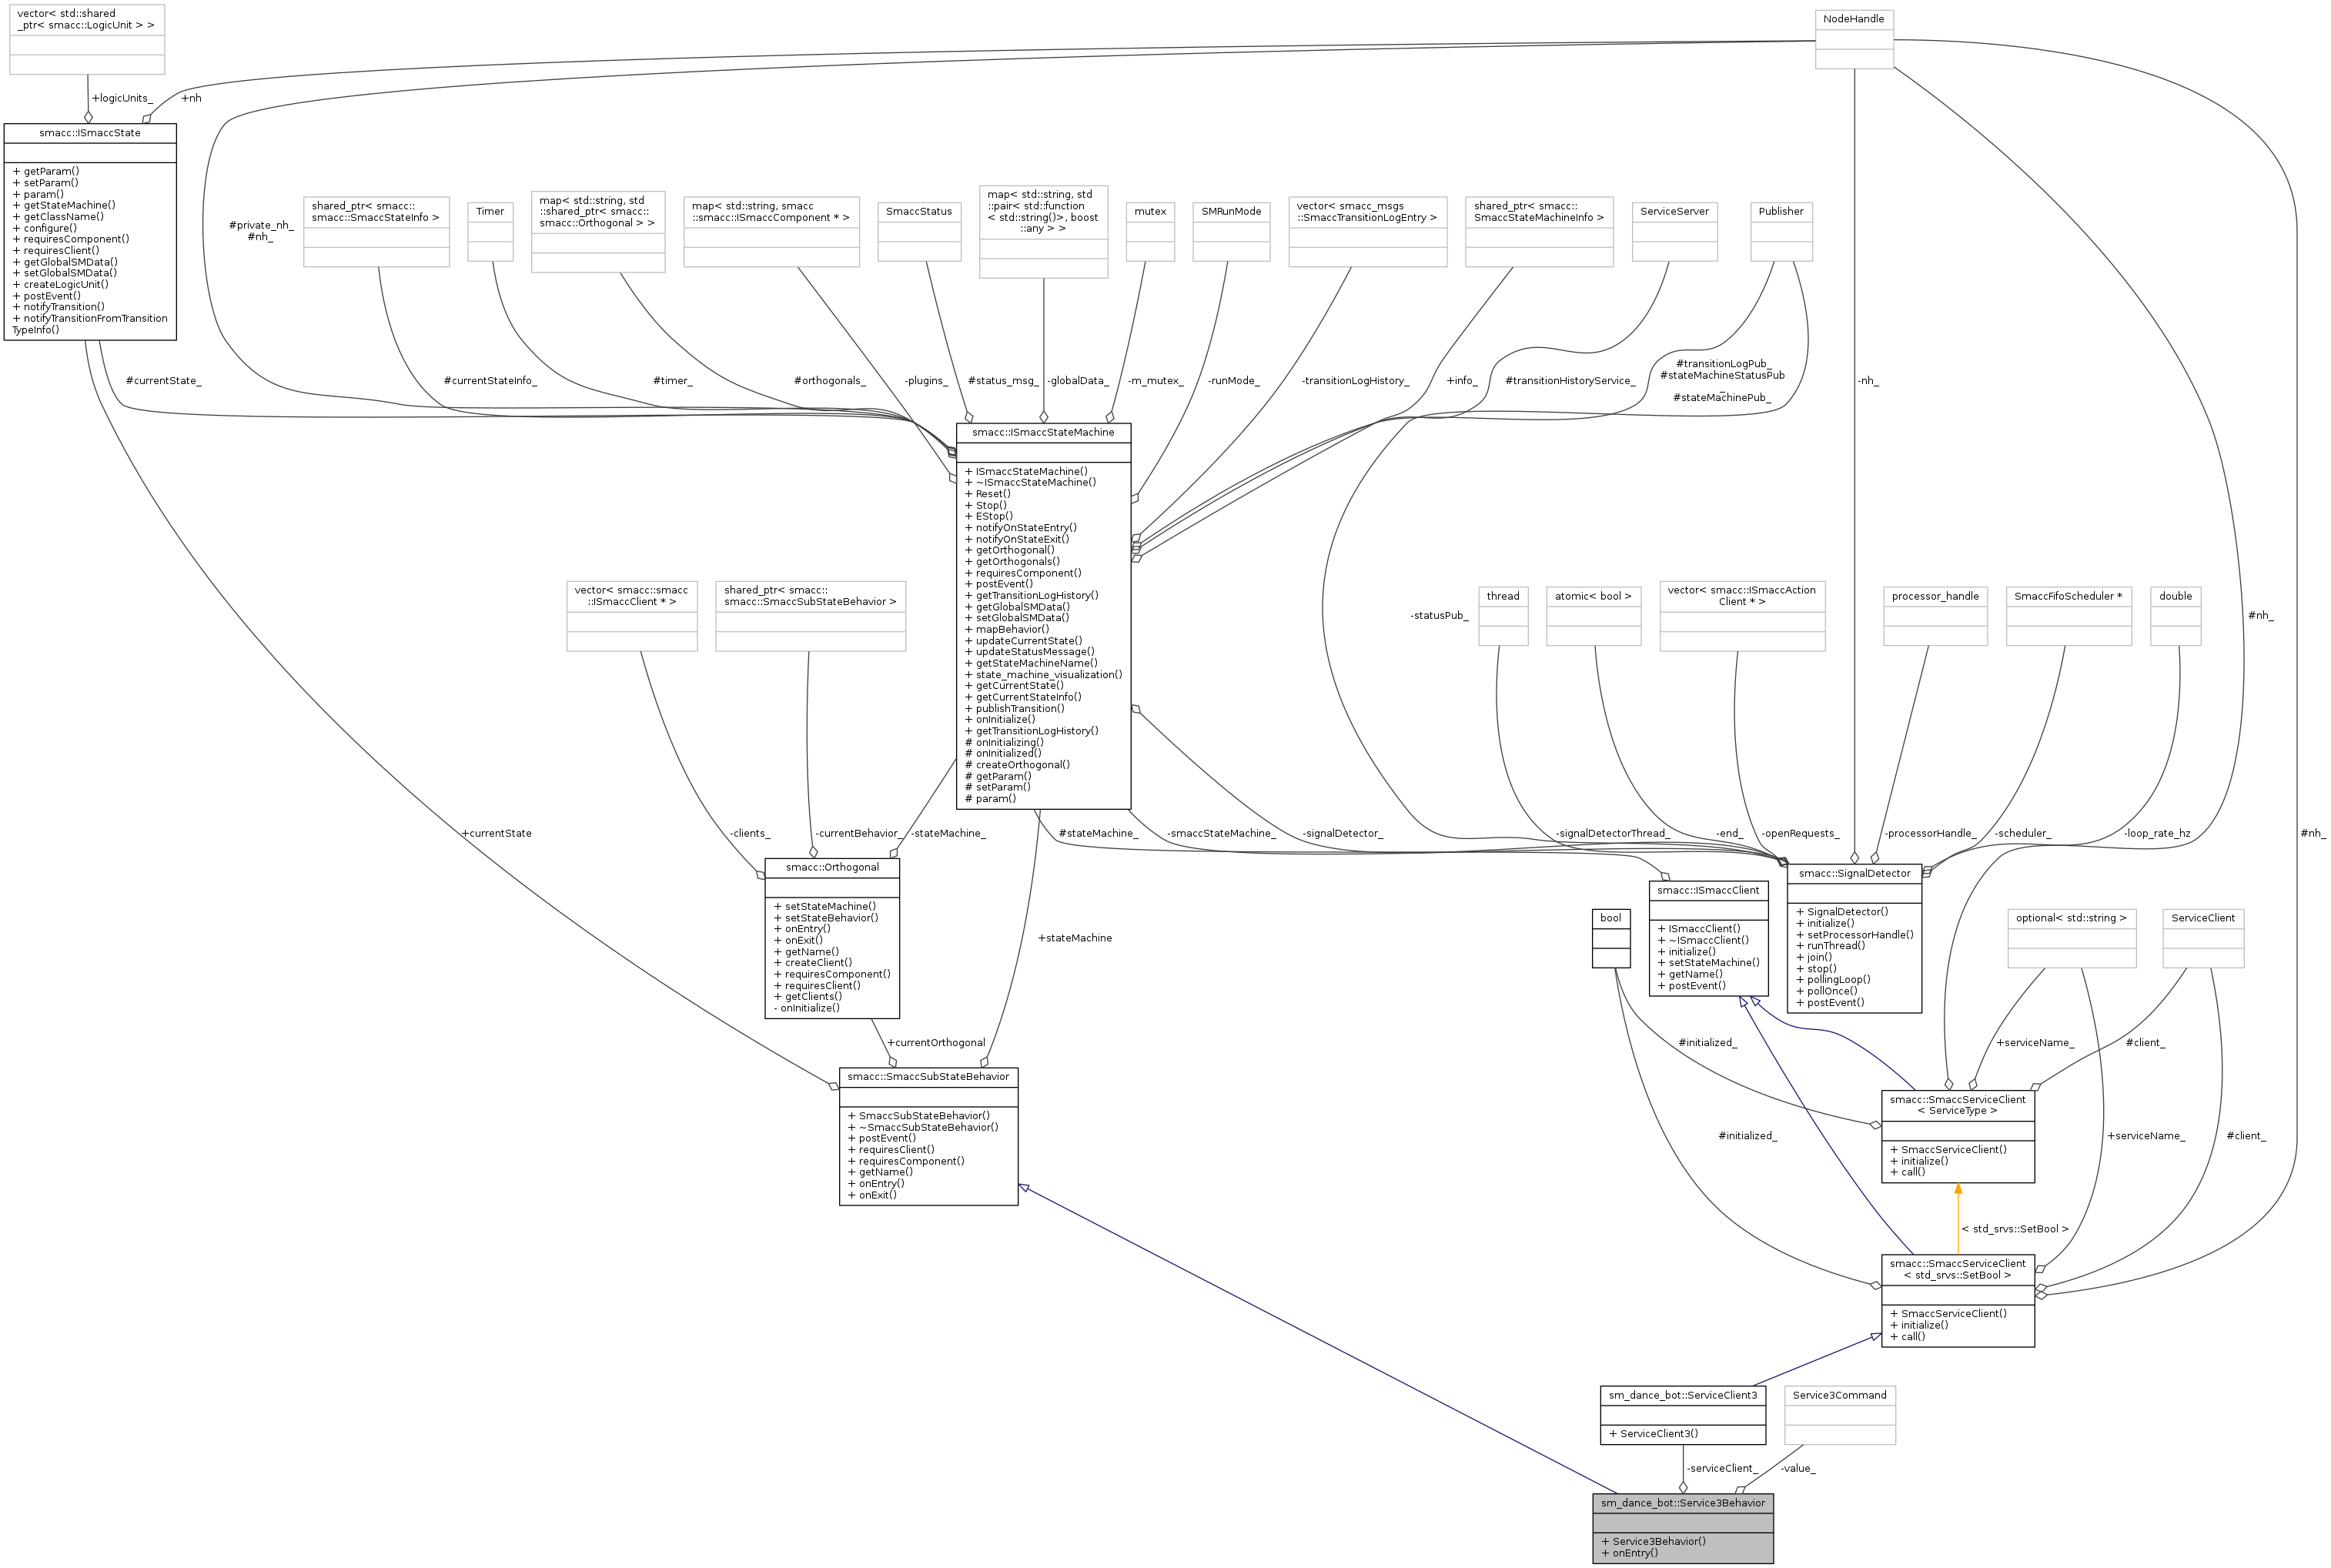 vector< std::shared
_ptr< smacc::LogicUnit > >
NodeHandle
+logicUnits_
+nh
smacc::ISmaccState
+ getParam()
+ setParam()
+ param()
+ getStateMachine()
+ getClassName()
+ configure()
+ requiresComponent()
+ requiresClient()
+ getGlobalSMData()
+ setGlobalSMData()
+ createLogicUnit()
+ postEvent()
+ notifyTransition()
+ notifyTransitionFromTransition
TypeInfo()
#private_nh_
#nh_
shared_ptr< smacc::
smacc::SmaccStateInfo >
Timer
map< std::string, std
::shared_ptr< smacc::
smacc::Orthogonal > >
map< std::string, smacc
::smacc::ISmaccComponent * >
SmaccStatus
map< std::string, std
::pair< std::function
< std::string()>, boost
::any > >
mutex
SMRunMode
vector< smacc_msgs
::SmaccTransitionLogEntry >
shared_ptr< smacc::
SmaccStateMachineInfo >
ServiceServer
Publisher
#currentState_
#currentStateInfo_
#timer_
#orthogonals_
-plugins_
#status_msg_
-globalData_
-m_mutex_
-runMode_
-transitionLogHistory_
+info_
#transitionHistoryService_
#transitionLogPub_
#stateMachineStatusPub
_
#stateMachinePub_
-nh_
smacc::ISmaccStateMachine
+ ISmaccStateMachine()
+ ~ISmaccStateMachine()
+ Reset()
+ Stop()
+ EStop()
+ notifyOnStateEntry()
+ notifyOnStateExit()
+ getOrthogonal()
+ getOrthogonals()
+ requiresComponent()
+ postEvent()
+ getTransitionLogHistory()
+ getGlobalSMData()
+ setGlobalSMData()
+ mapBehavior()
+ updateCurrentState()
+ updateStatusMessage()
+ getStateMachineName()
+ state_machine_visualization()
+ getCurrentState()
+ getCurrentStateInfo()
+ publishTransition()
+ onInitialize()
+ getTransitionLogHistory()
# onInitializing()
# onInitialized()
# createOrthogonal()
# getParam()
# setParam()
# param()
vector< smacc::smacc
::ISmaccClient * >
shared_ptr< smacc::
smacc::SmaccSubStateBehavior >
-statusPub_
thread
atomic< bool >
vector< smacc::ISmaccAction
Client * >
processor_handle
SmaccFifoScheduler *
double
#nh_
+currentState
-clients_
-currentBehavior_
-stateMachine_
#stateMachine_
-smaccStateMachine_
-signalDetector_
-signalDetectorThread_
-end_
-openRequests_
-processorHandle_
-scheduler_
-loop_rate_hz
#nh_
smacc::Orthogonal
+ setStateMachine()
+ setStateBehavior()
+ onEntry()
+ onExit()
+ getName()
+ createClient()
+ requiresComponent()
+ requiresClient()
+ getClients()
- onInitialize()
+stateMachine
bool
smacc::ISmaccClient
+ ISmaccClient()
+ ~ISmaccClient()
+ initialize()
+ setStateMachine()
+ getName()
+ postEvent()
smacc::SignalDetector
+ SignalDetector()
+ initialize()
+ setProcessorHandle()
+ runThread()
+ join()
+ stop()
+ pollingLoop()
+ pollOnce()
+ postEvent()
optional< std::string >
ServiceClient
+currentOrthogonal
#initialized_
+serviceName_
#client_
smacc::SmaccSubStateBehavior
+ SmaccSubStateBehavior()
+ ~SmaccSubStateBehavior()
+ postEvent()
+ requiresClient()
+ requiresComponent()
+ getName()
+ onEntry()
+ onExit()
smacc::SmaccServiceClient
< ServiceType >
+ SmaccServiceClient()
+ initialize()
+ call()
#initialized_
+serviceName_
#client_
< std_srvs::SetBool >
smacc::SmaccServiceClient
< std_srvs::SetBool >
+ SmaccServiceClient()
+ initialize()
+ call()
sm_dance_bot::ServiceClient3
+ ServiceClient3()
Service3Command
-serviceClient_
-value_
sm_dance_bot::Service3Behavior
+ Service3Behavior()
+ onEntry()